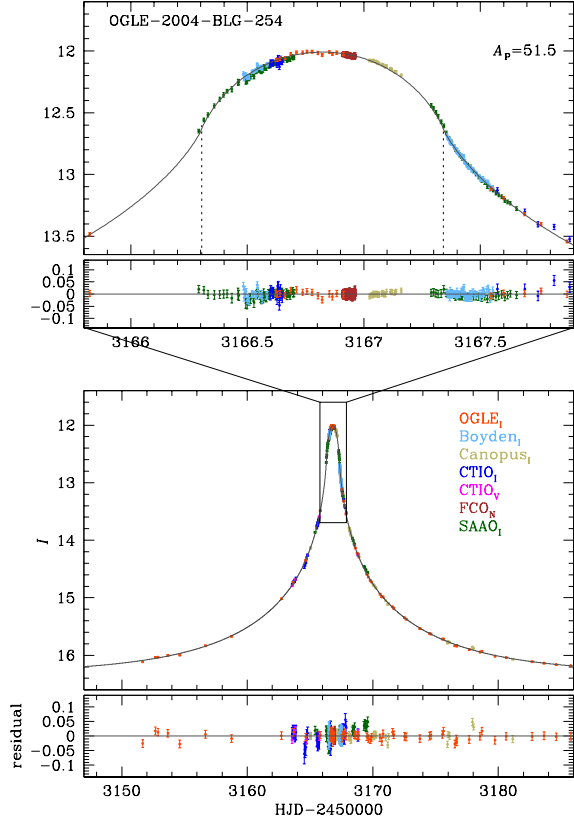 OGLE-2004-BLG-254
A_P=51.5
12
12.5
13
13.5
0.1
0.05
0
-0.05
-0.1
3166
3166.5
3167
3167.5
12
13
14
15
16
I
OGLE_I
Boyden_I
Canopus_I
CTIO_I
CTIO_V
FCO_N
SAAO_I
0.1
0.05
0
-0.05
-0.1
residual
3150
3160
3170
3180
HJD-2450000